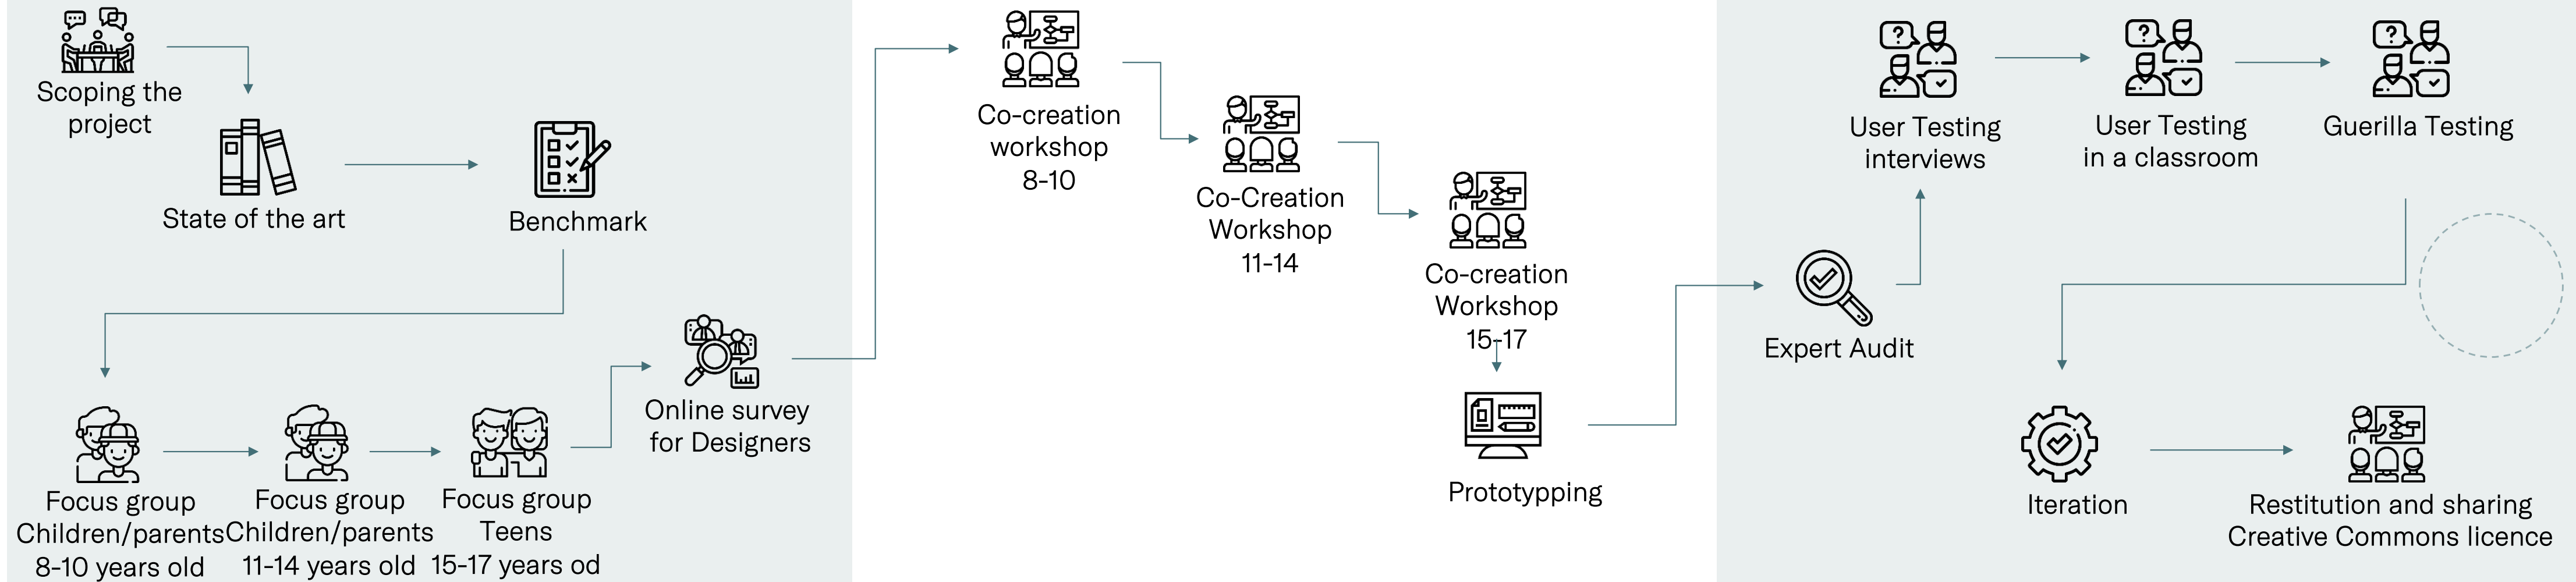 Scoping the
project
State of the art
Benchmark
Focus group
Children/parents
8-10 years old
Focus group
Children/parents
11-14 years old
Focus group
Teens
15-17 years od
Online survey
for Designers
Co-creation
workshop
8-10
Co-Creation
Workshop
11-14
Co-creation
Workshop
15-17
Prototypping
Expert Audit
User Testing
interviews
User Testing
in a classroom
Guerilla Testing
Iteration
Restitution and sharing
Creative Commons licence